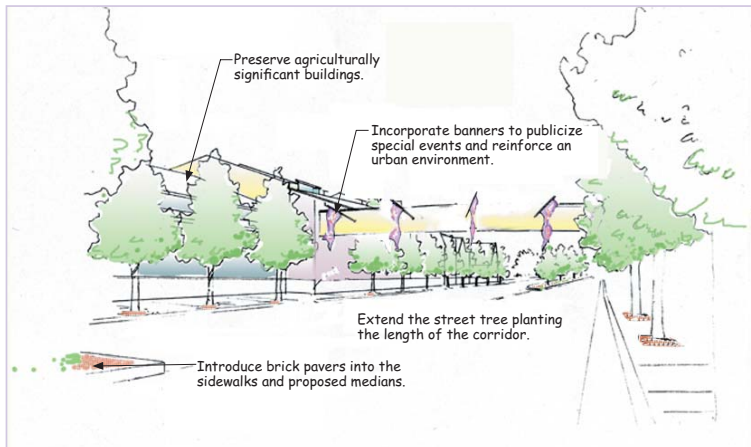 Preserve agriculturally
significant buildings.
Incorporate banners to publicize
special events and reinforce an
urban environment.
Extend the street tree planting
the length of the corridor.
Introduce brick pavers into the
sidewalks and proposed medians.